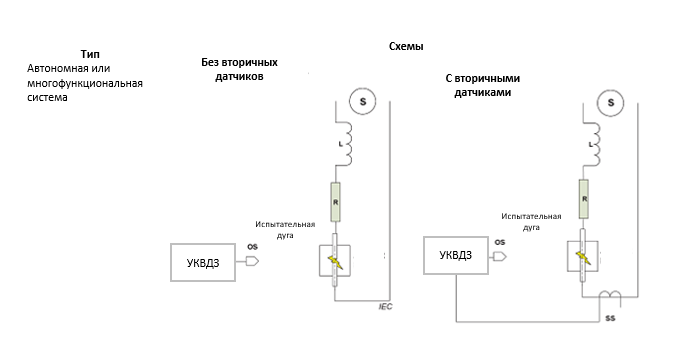 Схемы
Тип
Автономная или
многофункциональная
система
Без вторичных
датчиков
С вторичными
датчиками
S
L
R
Испытательная
дуга
УКВДЗ
OS
IEC
S
L
R
Испытательная
дуга
УКВДЗ
OS
SS